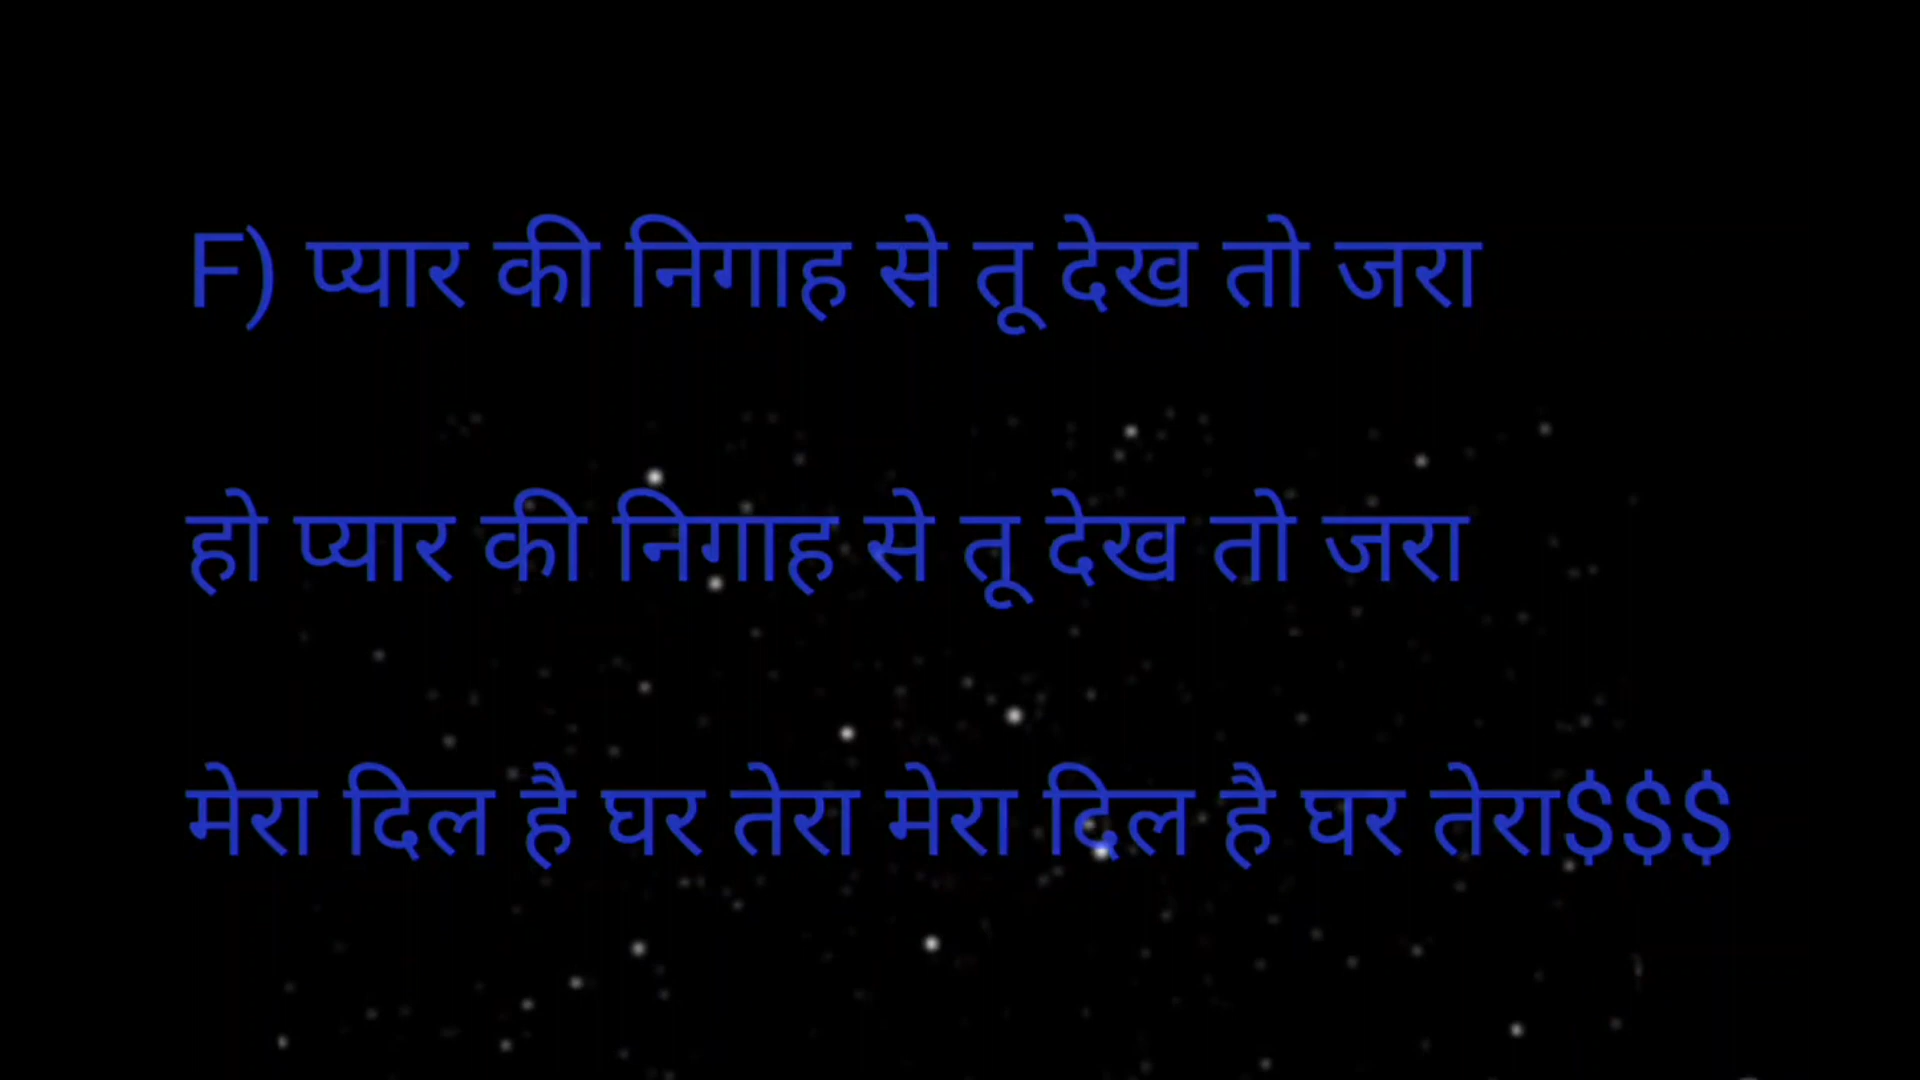 F) प्यार की निगाह से तू देख तो जरा
हो प्यार की निगाह से तू देख तो जरा
मेरा दिल है घर तेरा मेरा दिल है घर तेरा$$$